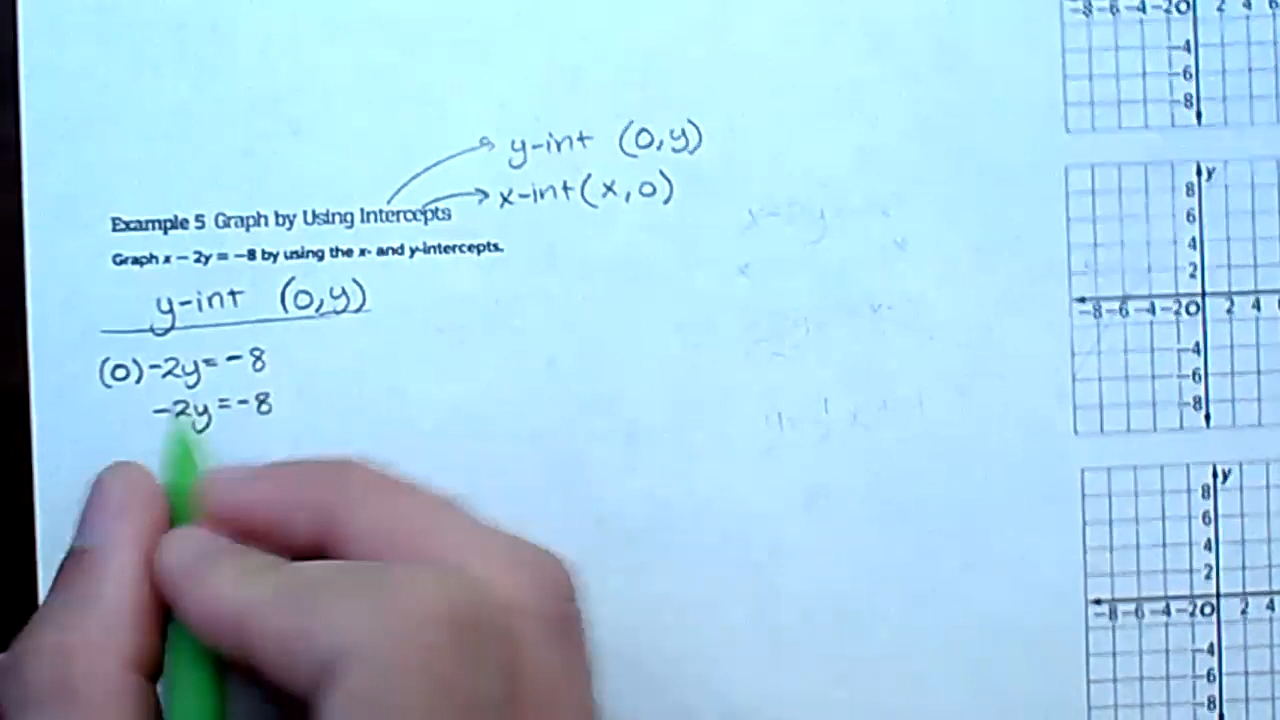 y-int (0,y)
x-int (x,0)
Example 5 Graph by Using Intercepts
Graph x − 2y = −8 by using the x- and y-intercepts.
y-int (0,y)
(0)-2y=-8
-2y=-8
-8 -6 -4 -2 O 2 4 6
-4
-6
-8
y
8
6
4
2
-8 -6 -4 -2 O 2 4
-4
-6
-8
y
8
6
4
2
-8 -6 -4 -2 O 2 4
-4
-6
-8